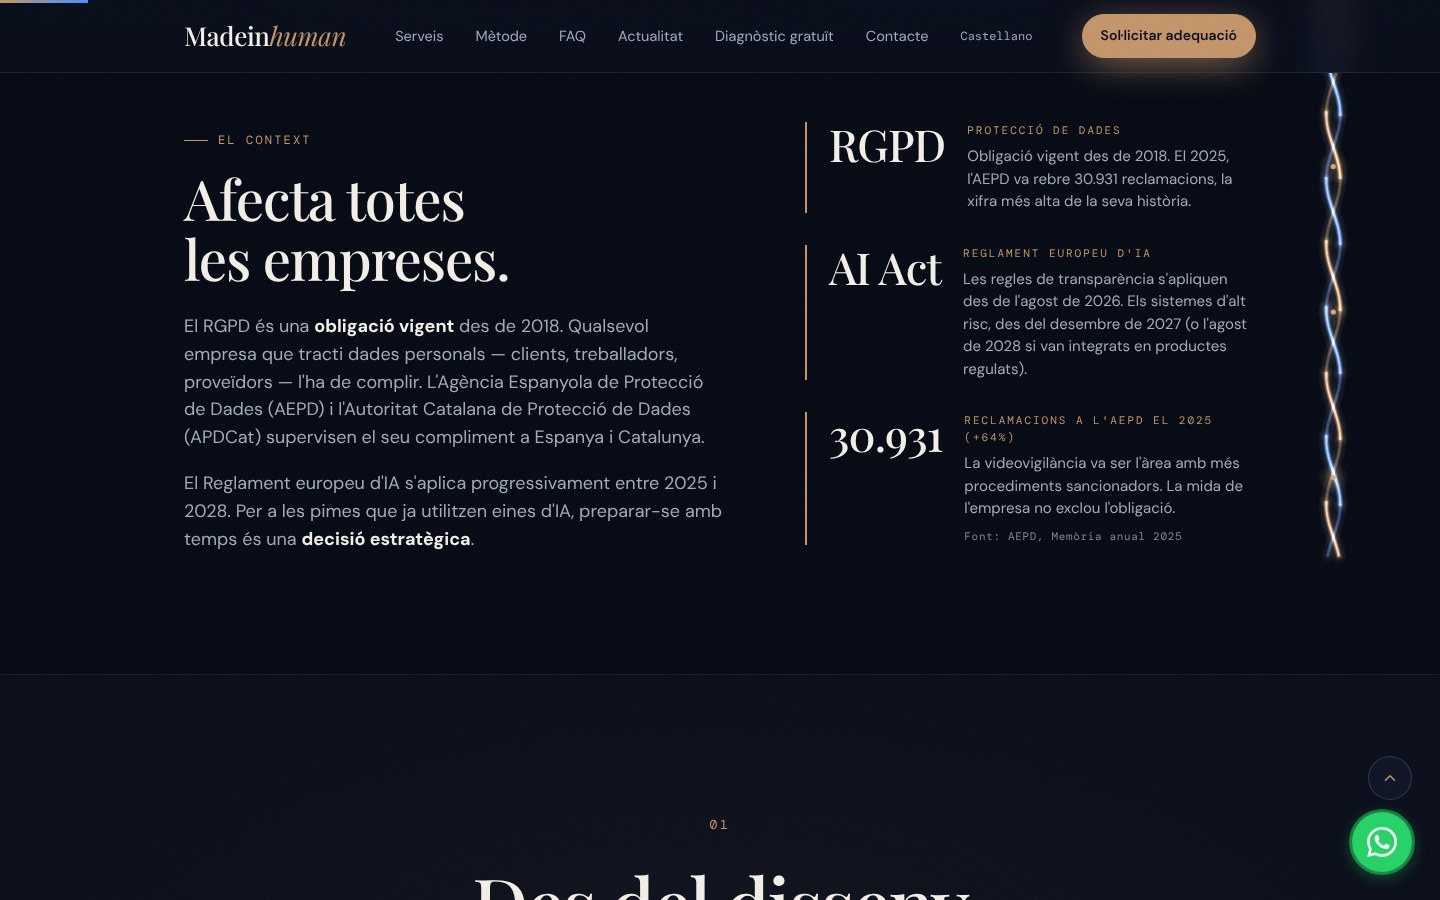 Madeinhuman
Serveis
Mètode
FAQ
Actualitat
Diagnòstic gratuït
Contacte
Castellano
Sol·licitar adequació
EL CONTEXT
Afecta totes
les empreses.
El RGPD és una obligació vigent des de 2018. Qualsevol
empresa que tracti dades personals — clients, treballadors,
proveïdors — l'ha de complir. L'Agència Espanyola de Protecció
de Dades (AEPD) i l'Autoritat Catalana de Protecció de Dades
(APDCat) supervisen el seu compliment a Espanya i Catalunya.
El Reglament europeu d'IA s'aplica progressivament entre 2025 i
2028. Per a les pimes que ja utilitzen eines d'IA, preparar-se amb
temps és una decisió estratègica.
RGPD
PROTECCIÓ DE DADES
Obligació vigent des de 2018. El 2025,
l'AEPD va rebre 30.931 reclamacions, la
xifra més alta de la seva història.
AI Act
REGLAMENT EUROPEU D'IA
Les regles de transparència s'apliquen
des de l'agost de 2026. Els sistemes d'alt
risc, des del desembre de 2027 (o l'agost
de 2028 si van integrats en productes
regulats).
30.931
RECLAMACIONS A L'AEPD EL 2025
(+64%)
La videovigilància va ser l'àrea amb més
procediments sancionadors. La mida de
l'empresa no exclou l'obligació.
Font: AEPD, Memòria anual 2025
01
Des del disseny